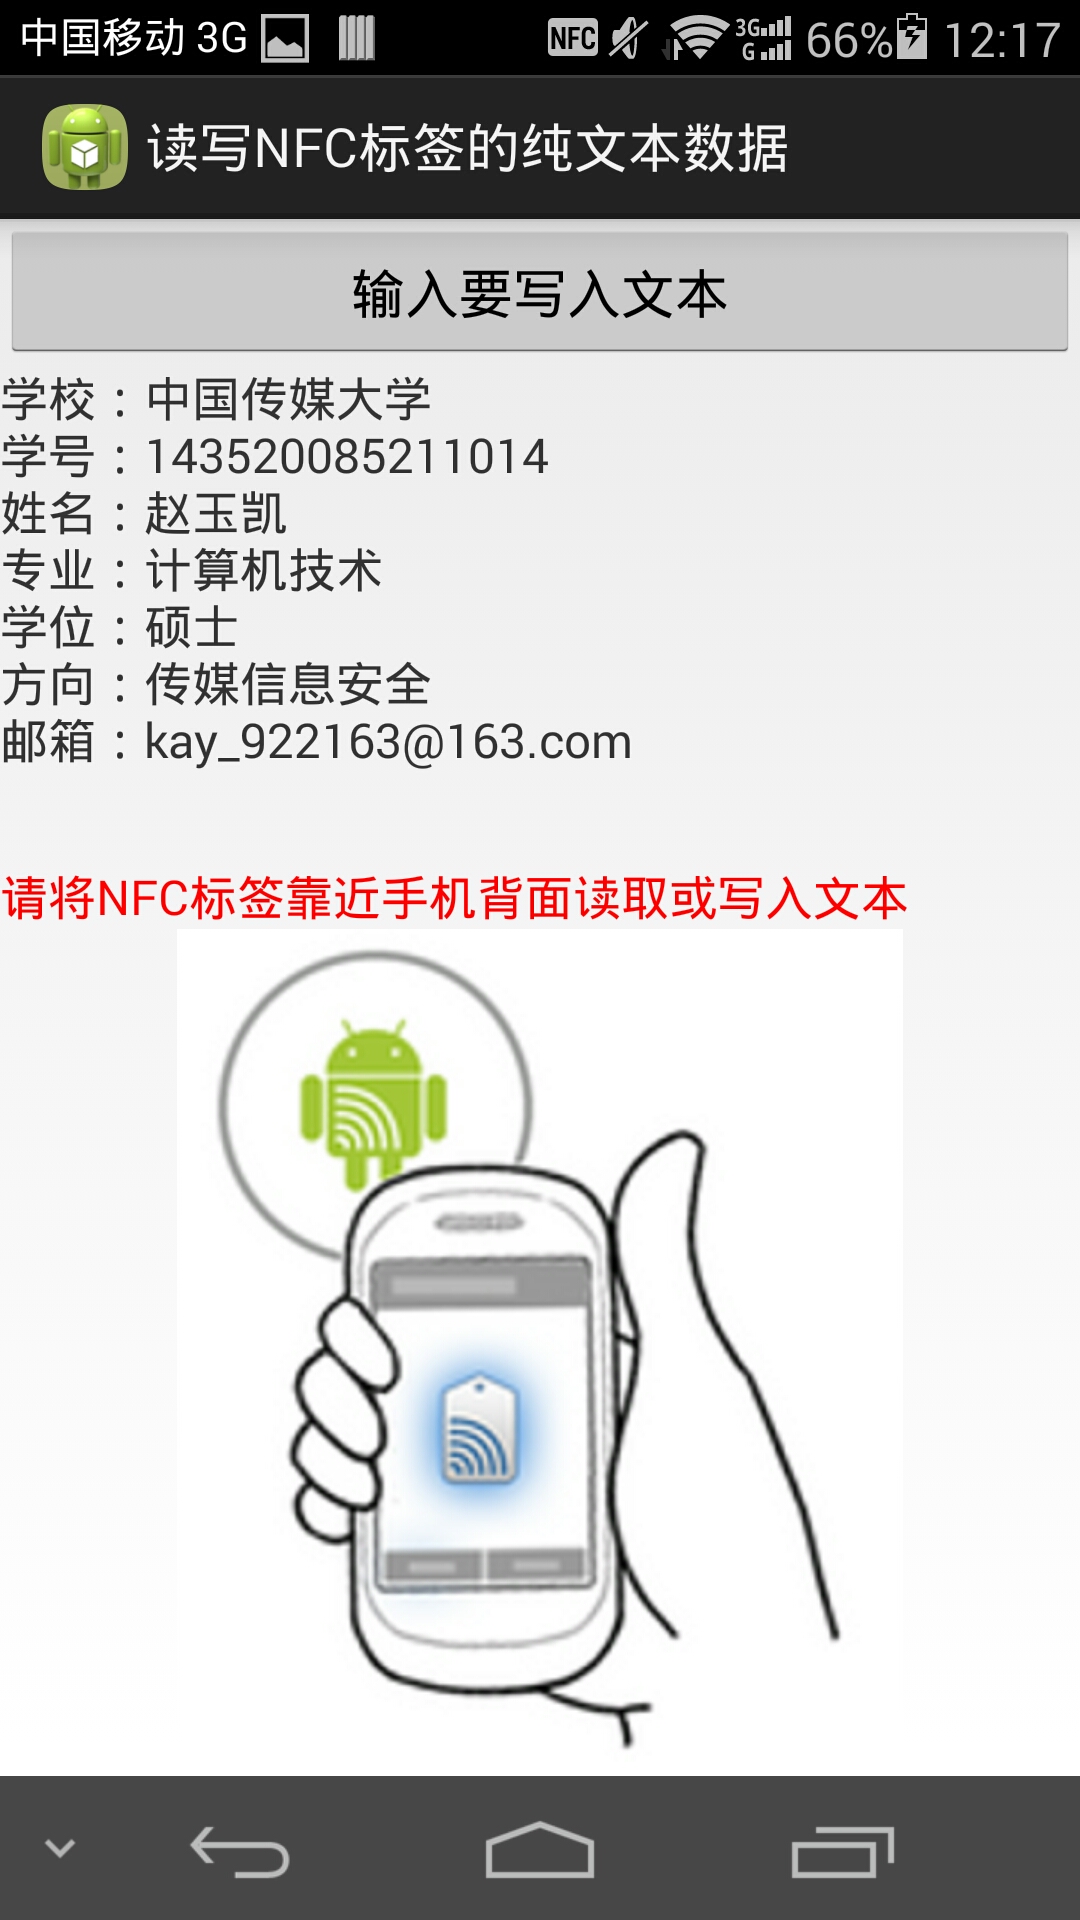 中国移动 3G NFC 3G G 66% 12:17
读写NFC标签的纯文本数据
输入要写入文本
学校：中国传媒大学
学号：143520085211014
姓名：赵玉凯
专业：计算机技术
学位：硕士
方向：传媒信息安全
邮箱：kay_922163@163.com
请将NFC标签靠近手机背面读取或写入文本